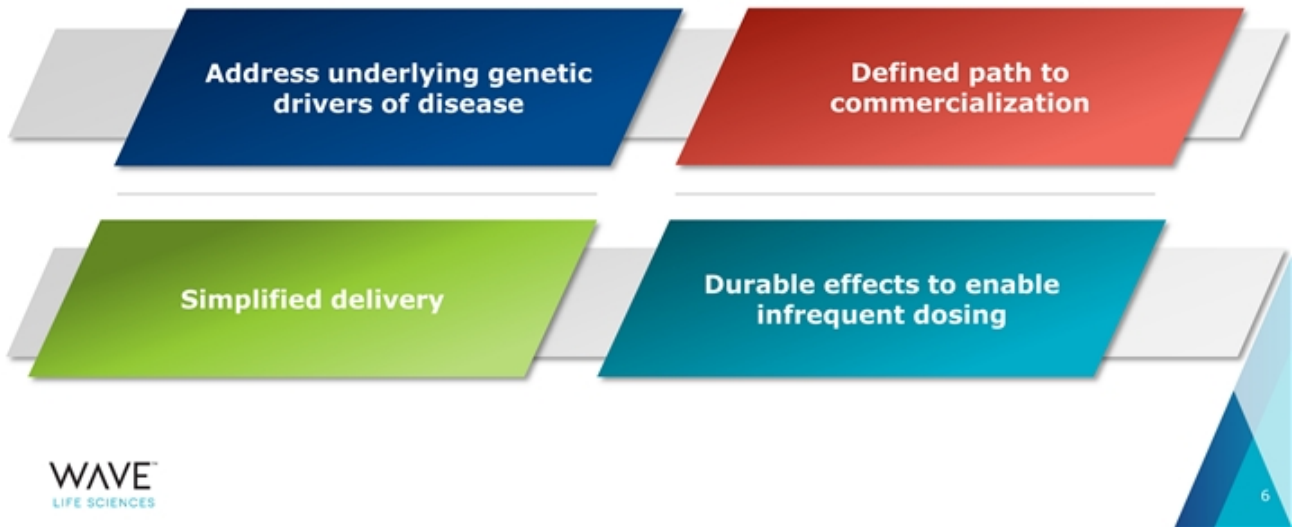 Address underlying genetic
drivers of disease
Defined path to
commercialization
Simplified delivery
Durable effects to enable
infrequent dosing
WAVE™
LIFE SCIENCES
6